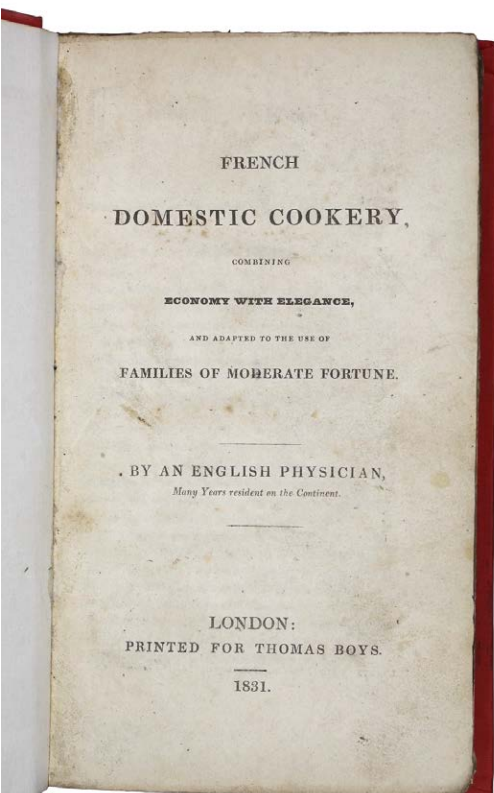 FRENCH
DOMESTIC COOKERY,
COMBINING
ECONOMY WITH ELEGANCE,
AND ADAPTED TO THE USE OF
FAMILIES OF MODERATE FORTUNE.
BY AN ENGLISH PHYSICIAN,
Many Years resident on the Continent.
LONDON:
PRINTED FOR THOMAS BOYS.
1831.